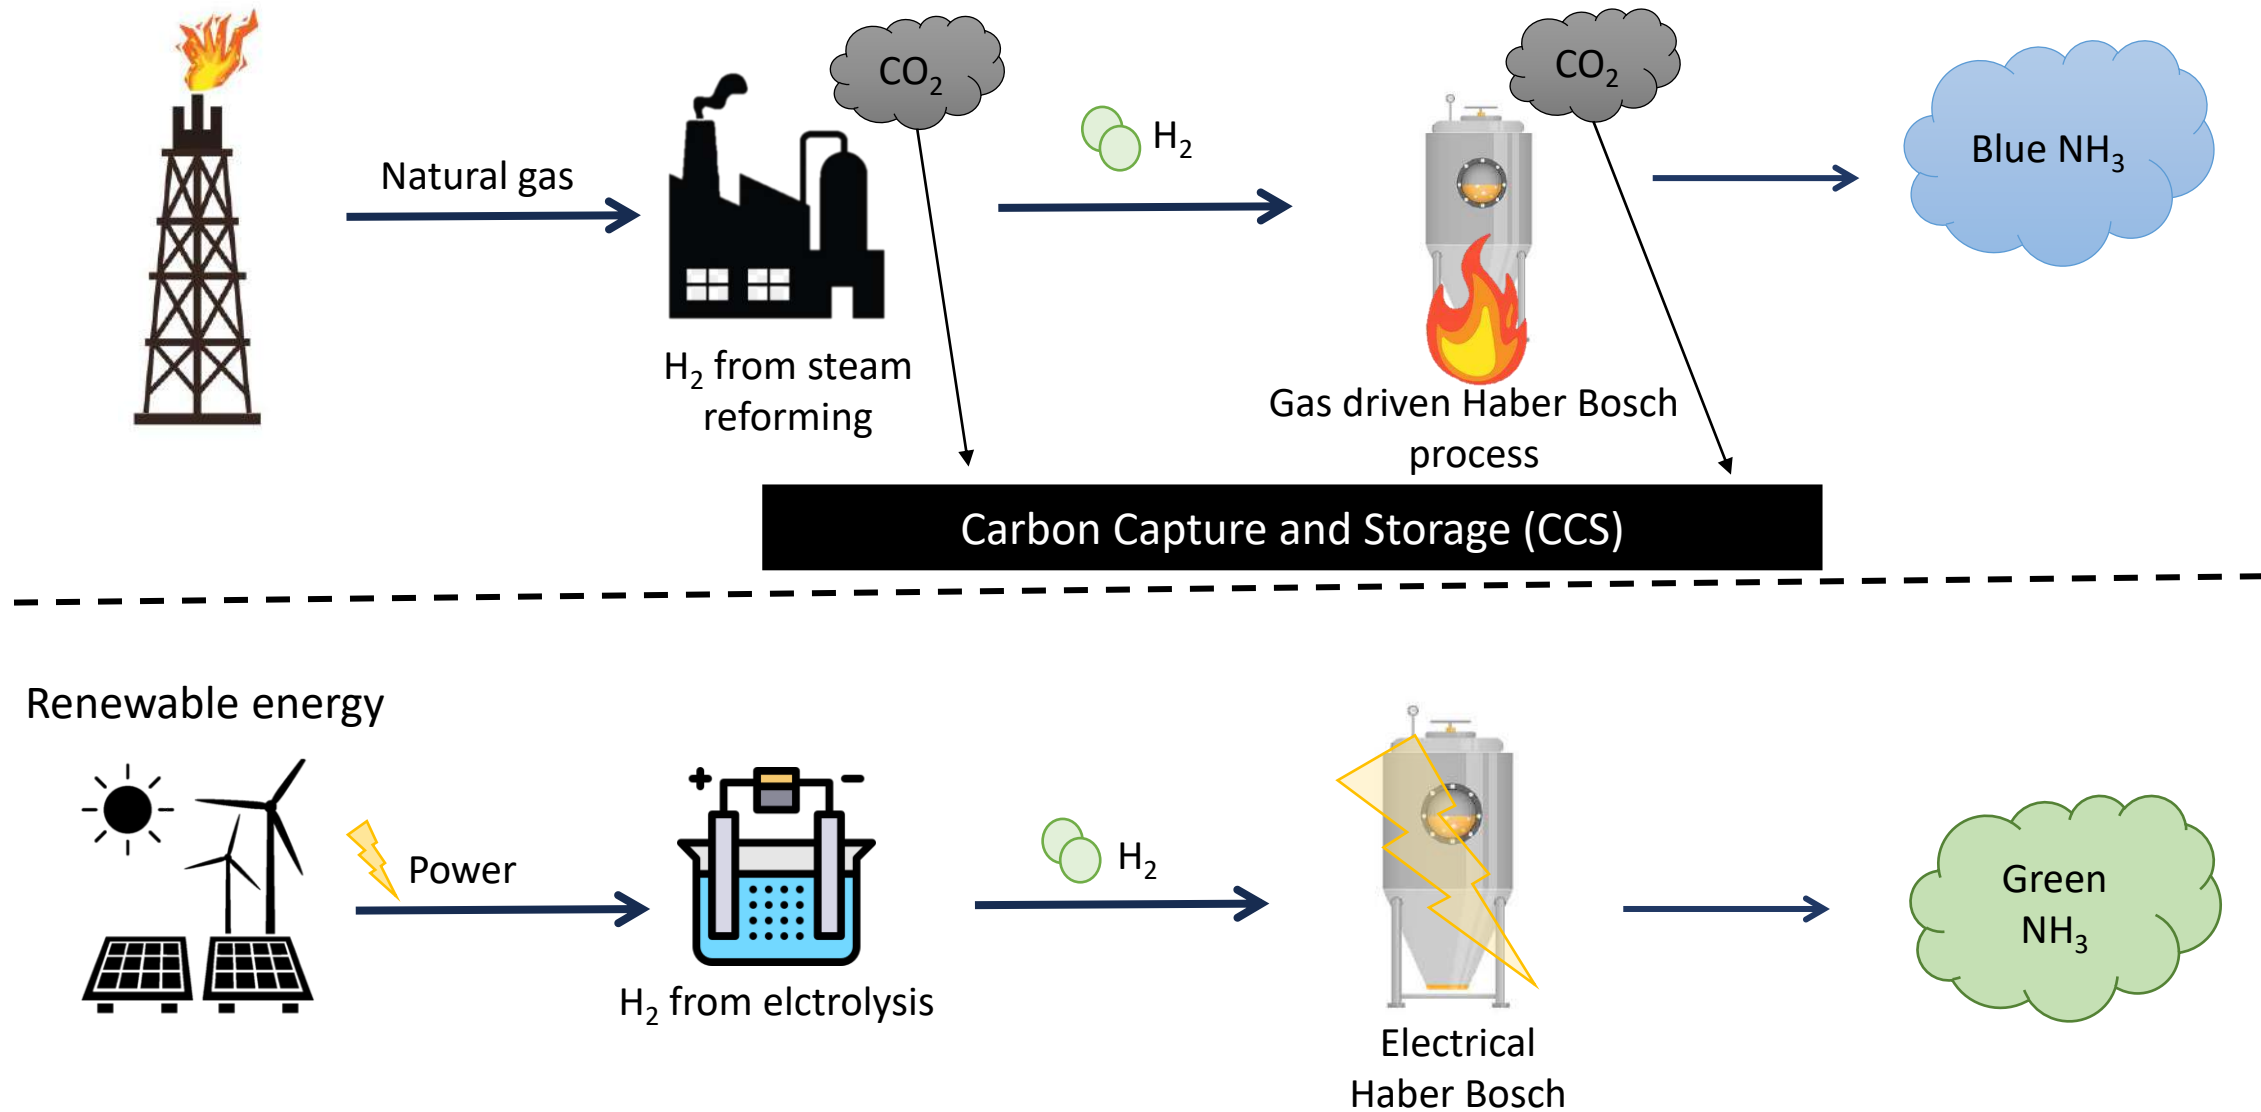 CO₂
CO₂
H₂
Blue NH₃
Natural gas
H₂ from steam
reforming
Gas driven Haber Bosch
process
Carbon Capture and Storage (CCS)
Renewable energy
Power
H₂
Green
NH₃
H₂ from elctrolysis
Electrical
Haber Bosch